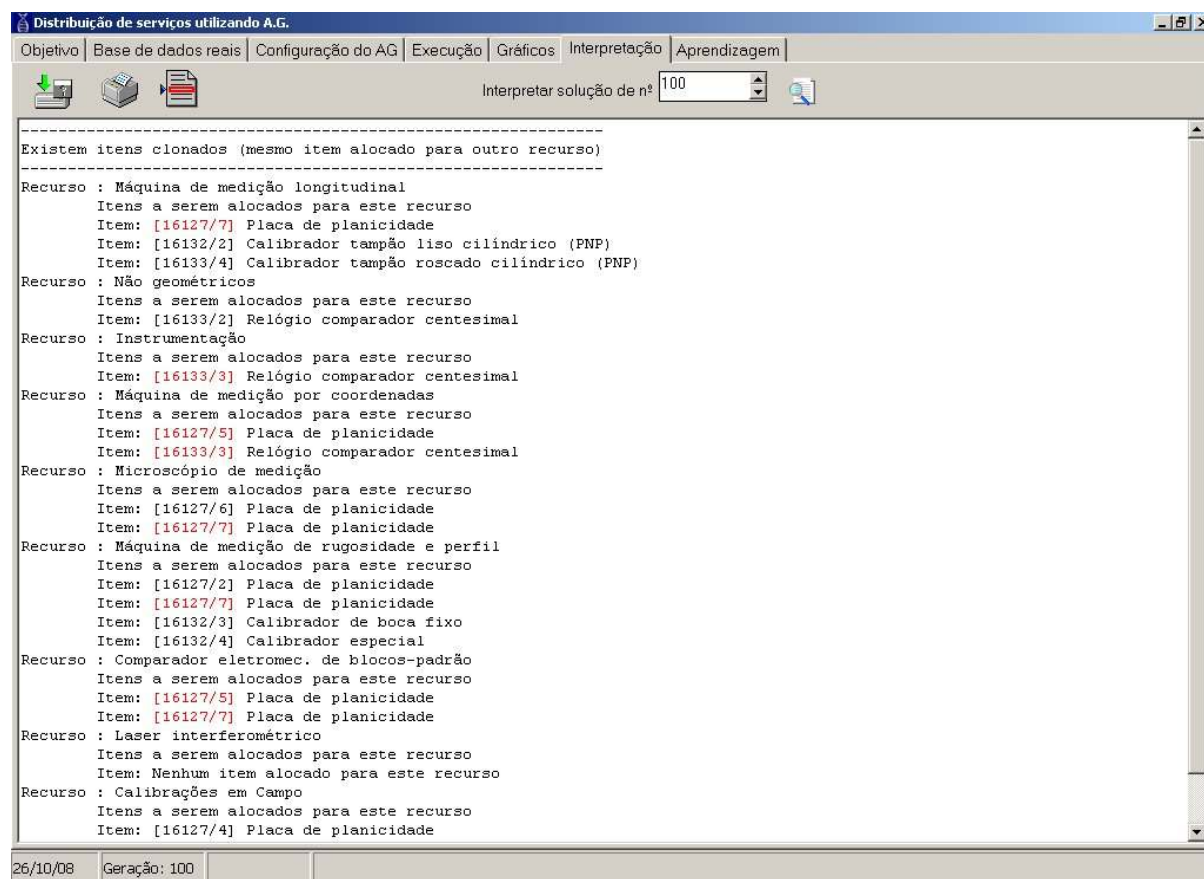 Distribuição de serviços utilizando A.G.
Objetivo Base de dados reais Configuração do AG Execução Gráficos Interpretação Aprendizagem
Interpretar solução de nº 100
------------------------------------------------------------------
Existem itens clonados (mesmo item alocado para outro recurso)
------------------------------------------------------------------
Recurso : Máquina de medição longitudinal
Itens a serem alocados para este recurso
Item: [16127/7] Placa de planicidade
Item: [16132/2] Calibrador tampão liso cilíndrico (PNP)
Item: [16133/4] Calibrador tampão roscado cilíndrico (PNP)
Recurso : Não geométricos
Itens a serem alocados para este recurso
Item: [16133/2] Relógio comparador centesimal
Recurso : Instrumentação
Itens a serem alocados para este recurso
Item: [16133/3] Relógio comparador centesimal
Recurso : Máquina de medição por coordenadas
Itens a serem alocados para este recurso
Item: [16127/5] Placa de planicidade
Item: [16133/3] Relógio comparador centesimal
Recurso : Microscópio de medição
Itens a serem alocados para este recurso
Item: [16127/6] Placa de planicidade
Item: [16127/7] Placa de planicidade
Recurso : Máquina de medição de rugosidade e perfil
Itens a serem alocados para este recurso
Item: [16127/2] Placa de planicidade
Item: [16127/7] Placa de planicidade
Item: [16132/3] Calibrador de boca fixo
Item: [16132/4] Calibrador especial
Recurso : Comparador eletromec. de blocos-padrão
Itens a serem alocados para este recurso
Item: [16127/5] Placa de planicidade
Item: [16127/7] Placa de planicidade
Recurso : Laser interferométrico
Itens a serem alocados para este recurso
Item: Nenhum item alocado para este recurso
Recurso : Calibrações em Campo
Itens a serem alocados para este recurso
Item: [16127/4] Placa de planicidade
26/10/08 Geração: 100